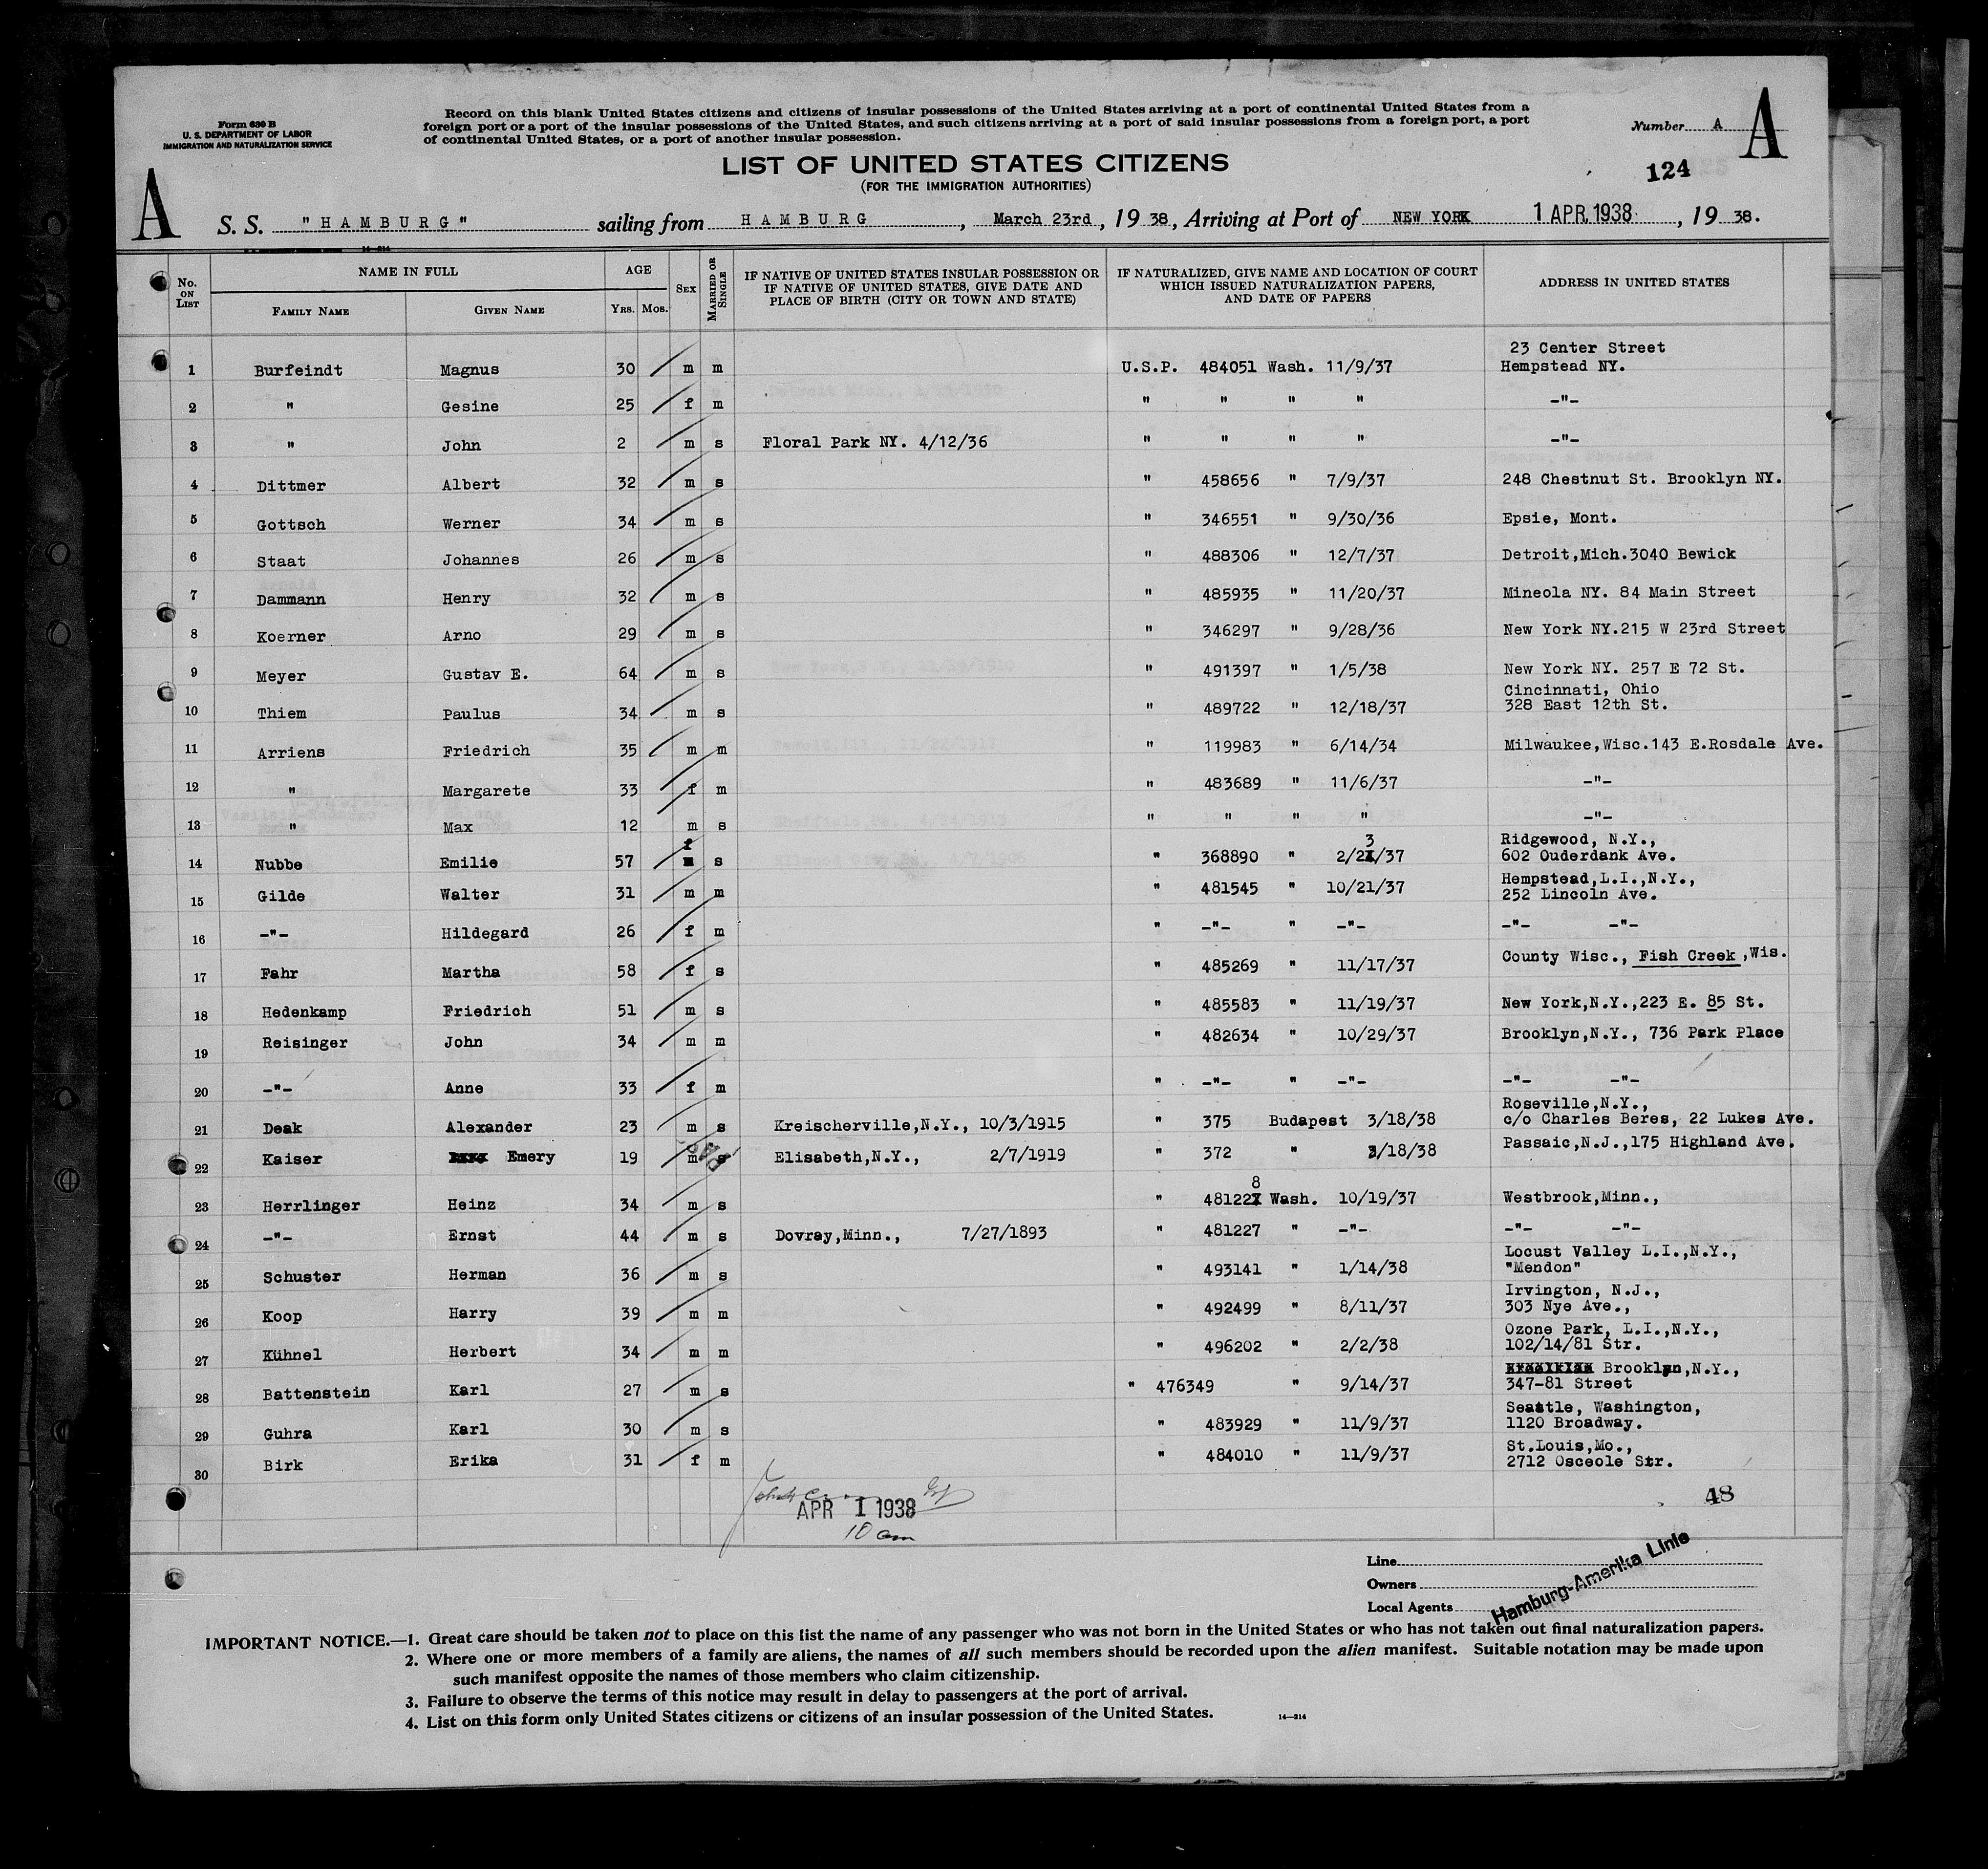 Form 630 B
U. S. DEPARTMENT OF LABOR
IMMIGRATION AND NATURALIZATION SERVICE
Record on this blank United States citizens and citizens of insular possessions of the United States arriving at a port of continental United States from a
foreign port or a port of the insular possessions of the United States, and such citizens arriving at a port of said insular possessions from a foreign port, a port
of continental United States, or a port of another insular possession.
Number A
A
LIST OF UNITED STATES CITIZENS
(FOR THE IMMIGRATION AUTHORITIES)
124
A
S. S. "HAMBURG" sailing from HAMBURG, March 23rd, 19 38, Arriving at Port of NEW YORK 1 APR. 1938, 19 38.
14-214
No. ON LIST
NAME IN FULL
FAMILY NAME
GIVEN NAME
AGE
YRS. MOS.
SEX
MARRIED OR SINGLE
IF NATIVE OF UNITED STATES INSULAR POSSESSION OR
IF NATIVE OF UNITED STATES, GIVE DATE AND
PLACE OF BIRTH (CITY OR TOWN AND STATE)
IF NATURALIZED, GIVE NAME AND LOCATION OF COURT
WHICH ISSUED NATURALIZATION PAPERS,
AND DATE OF PAPERS
ADDRESS IN UNITED STATES
23 Center Street
1 Burfeindt Magnus 30 m m U.S.P. 484051 Wash. 11/9/37 Hempstead NY.
2 " Gesine 25 f m " " " " -"-
3 " John 2 m s Floral Park NY. 4/12/36 " " " " -"-
4 Dittmer Albert 32 m s " 458656 " 7/9/37 248 Chestnut St. Brooklyn NY.
5 Gottsch Werner 34 m s " 346551 " 9/30/36 Epsie, Mont.
6 Staat Johannes 26 m s " 488306 " 12/7/37 Detroit,Mich.3040 Bewick
7 Dammann Henry 32 m s " 485935 " 11/20/37 Mineola NY. 84 Main Street
8 Koerner Arno 29 m s " 346297 " 9/28/36 New York NY.215 W 23rd Street
9 Meyer Gustav E. 64 m s " 491397 " 1/5/38 New York NY. 257 E 72 St.
Cincinnati, Ohio
10 Thiem Paulus 34 m s " 489722 " 12/18/37 328 East 12th St.
11 Arriens Friedrich 35 m m " 119983 " 6/14/34 Milwaukee,Wisc.143 E.Rosdale Ave.
12 " Margarete 33 f m " 483689 " 11/6/37 -"-
13 " Max 12 m s " " " " -"-
f 3 Ridgewood, N.Y.,
14 Nubbe Emilie 57 s " 368890 " 2/2/37 602 Ouderdank Ave.
Hempstead,L.I.,N.Y.,
15 Gilde Walter 31 m m " 481545 " 10/21/37 252 Lincoln Ave.
16 -"- Hildegard 26 f m " -"- " -"- -"- -"-
17 Fahr Martha 58 f s " 485269 " 11/17/37 County Wisc., Fish Creek,Wis.
18 Hedenkamp Friedrich 51 m s " 485583 " 11/19/37 New York,N.Y.,223 E. 85 St.
19 Reisinger John 34 m m " 482634 " 10/29/37 Brooklyn,N.Y., 736 Park Place
20 -"- Anne 33 f m " -"- " -"- -"- -"-
Roseville,N.Y.,
21 Deak Alexander 23 m s Kreischerville,N.Y., 10/3/1915 " 375 Budapest 3/18/38 c/o Charles Beres, 22 Lukes Ave.
22 Kaiser Emery 19 m s Elisabeth,N.Y., 2/7/1919 " 372 " 3/18/38 Passaic,N.J.,175 Highland Ave.
8
23 Herrlinger Heinz 34 m s " 48122 Wash. 10/19/37 Westbrook,Minn.,
24 -"- Ernst 44 m s Dovray,Minn., 7/27/1893 " 481227 " -"- -"- -"-
Locust Valley L.I.,N.Y.,
25 Schuster Herman 36 m s " 493141 " 1/14/38 "Mendon"
Irvington, N.J.,
26 Koop Harry 39 m m " 492499 " 8/11/37 303 Nye Ave.,
Ozone Park, L.I.,N.Y.,
27 Kühnel Herbert 34 m m " 496202 " 2/2/38 102/14/81 Str.
Brooklyn,N.Y.,
28 Battenstein Karl 27 m s " 476349 " 9/14/37 347-81 Street
Seattle, Washington,
29 Guhra Karl 30 m s " 483929 " 11/9/37 1120 Broadway.
St.Louis,Mo.,
30 Birk Erika 31 f m " 484010 " 11/9/37 2712 Osceole Str.
APR 1 1938
10 am
48
Line
Owners
Local Agents
Hamburg-Amerika Linie
IMPORTANT NOTICE.—1. Great care should be taken not to place on this list the name of any passenger who was not born in the United States or who has not taken out final naturalization papers.
2. Where one or more members of a family are aliens, the names of all such members should be recorded upon the alien manifest. Suitable notation may be made upon
such manifest opposite the names of those members who claim citizenship.
3. Failure to observe the terms of this notice may result in delay to passengers at the port of arrival.
4. List on this form only United States citizens or citizens of an insular possession of the United States.
14—214